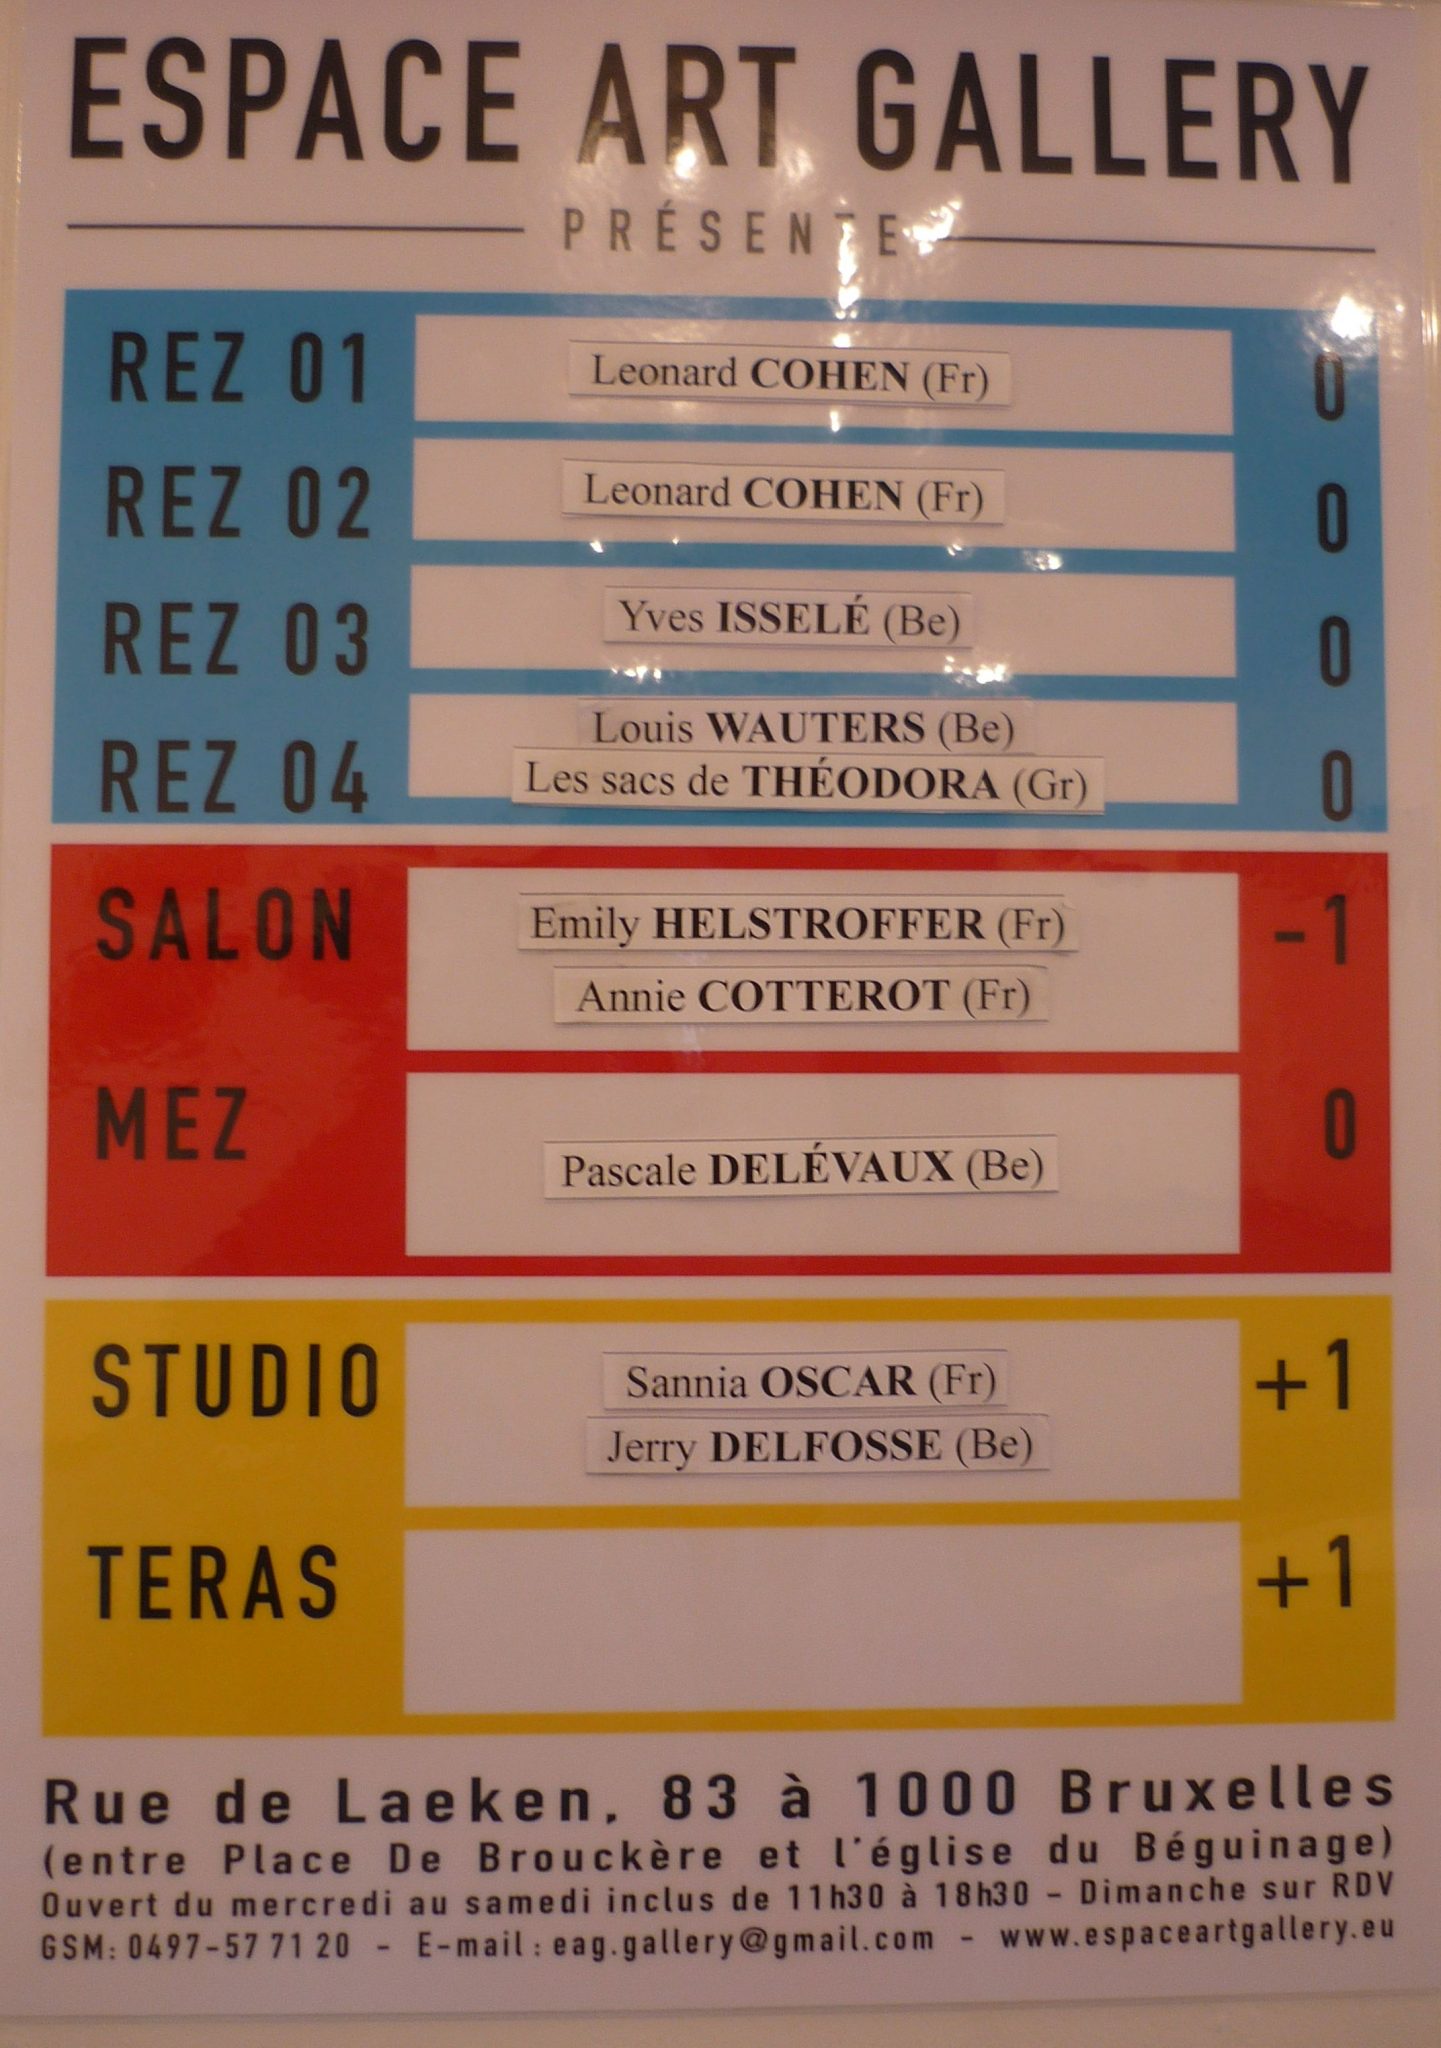 ESPACE ART GALLERY
PRÉSENTE
REZ 01 Leonard COHEN (Fr) 0
REZ 02 Leonard COHEN (Fr) 0
REZ 03 Yves ISSELÉ (Be) 0
Louis WAUTERS (Be)
REZ 04 Les sacs de THÉODORA (Gr) 0
SALON Emily HELSTROFFER (Fr) -1
Annie COTTEROT (Fr)
MEZ 0
Pascale DELÉVAUX (Be)
STUDIO Sannia OSCAR (Fr) +1
Jerry DELFOSSE (Be)
TERAS +1
Rue de Laeken, 83 à 1000 Bruxelles
(entre Place De Brouckère et l'église du Béguinage)
Ouvert du mercredi au samedi inclus de 11h30 à 18h30 - Dimanche sur RDV
GSM: 0497-57 71 20 - E-mail : eag.gallery@gmail.com - www.espaceartgallery.eu